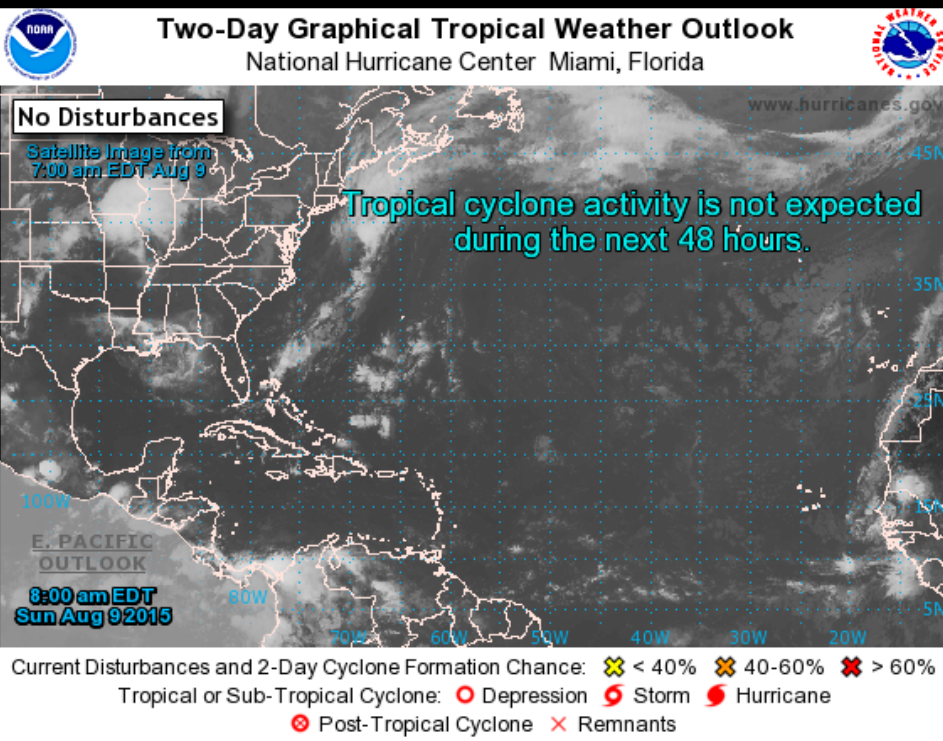 NOAA
Two-Day Graphical Tropical Weather Outlook
National Hurricane Center Miami, Florida
NATIONAL WEATHER SERVICE
No Disturbances
www.hurricanes.gov
Satellite Image from
7:00 am EDT Aug 9
45N
Tropical cyclone activity is not expected
during the next 48 hours.
35N
25N
100W
15N
E. PACIFIC
OUTLOOK
8:00 am EDT
Sun Aug 9 2015
80W
5N
70W 60W 50W 40W 30W 20W
Current Disturbances and 2-Day Cyclone Formation Chance: < 40% 40-60% > 60%
Tropical or Sub-Tropical Cyclone: Depression Storm Hurricane
Post-Tropical Cyclone Remnants